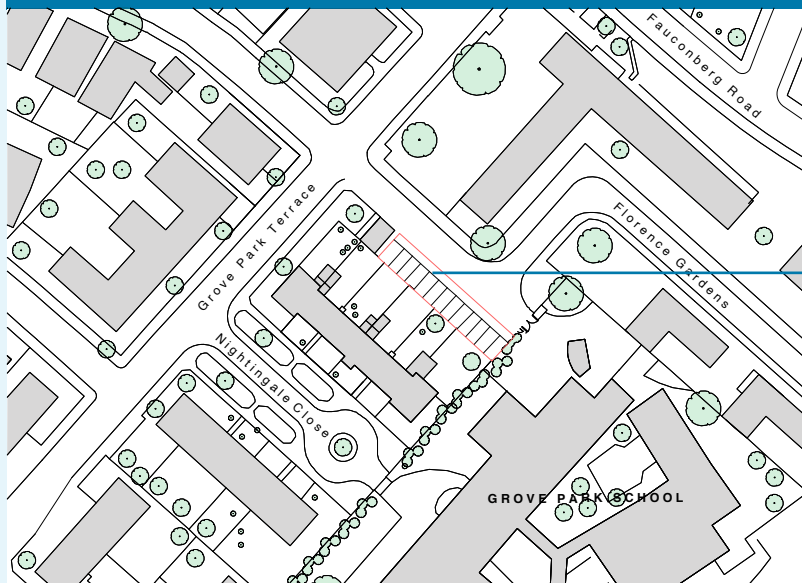 Fauconberg Road
Grove Park Terrace
Florence Gardens
Nightingale Close
GROVE PARK SCHOOL